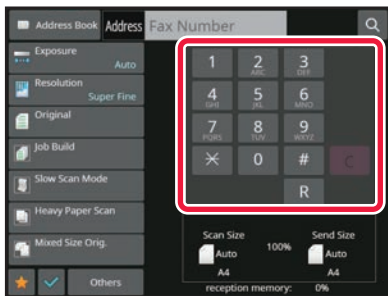 Address Book Address Fax Number
Exposure
Auto
Resolution
Super Fine
Original
Job Build
Slow Scan Mode
Heavy Paper Scan
Mixed Size Orig.
Others
1 2 ABC 3 DEF
4 GHI 5 JKL 6 MNO
7 PQRS 8 TUV 9 WXYZ
* 0 # C
R
Scan Size Send Size
Auto 100% Auto
A4 A4
reception memory: 0%